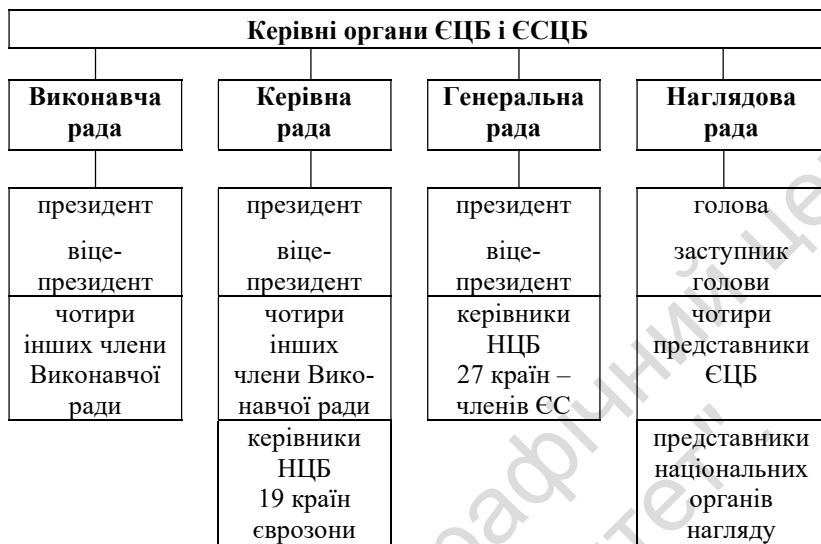 Керівні органи ЄЦБ і ЄСЦБ
Виконавча
рада
Керівна
рада
Генеральна
рада
Наглядова
рада
президент
віце-
президент
чотири
інших члени
Виконавчої
ради
президент
віце-
президент
чотири
інших
члени Вико-
навчої ради
керівники
НЦБ
19 країн
єврозони
президент
віце-
президент
керівники
НЦБ
27 країн –
членів ЄС
голова
заступник
голови
чотири
представники
ЄЦБ
представники
національних
органів
нагляду